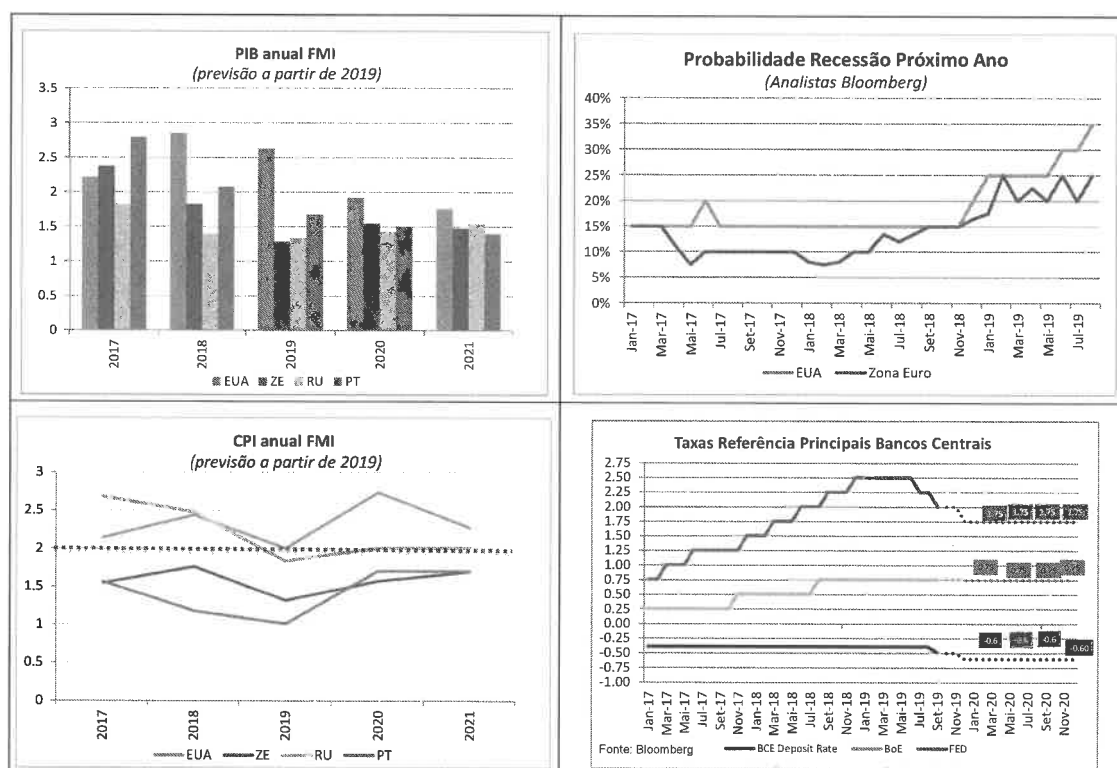 PIB anual FMI
(previsão a partir de 2019)
3.5
3
2.5
2
1.5
1
0.5
0
2017
2018
2019
2020
2021
EUA ZE RU PT
Probabilidade Recessão Próximo Ano
(Analistas Bloomberg)
40%
35%
30%
25%
20%
15%
10%
5%
0%
Jan-17
Mar-17
Mai-17
Jul-17
Set-17
Nov-17
Jan-18
Mar-18
Mai-18
Jul-18
Set-18
Nov-18
Jan-19
Mar-19
Mai-19
Jul-19
EUA Zona Euro
CPI anual FMI
(previsão a partir de 2019)
3
2.5
2
1.5
1
0.5
0
2017
2018
2019
2020
2021
EUA ZE RU PT
Taxas Referência Principais Bancos Centrais
2.75
2.50
2.25
2.00
1.75
1.50
1.25
1.00
0.75
0.50
0.25
0.00
-0.25
-0.50
-0.75
-1.00
-0.6
-0.6
-0.60
Jan-17
Mar-17
Mai-17
Jul-17
Set-17
Nov-17
Jan-18
Mar-18
Mai-18
Jul-18
Set-18
Nov-18
Jan-19
Mar-19
Mai-19
Jul-19
Set-19
Nov-19
Jan-20
Mar-20
Mai-20
Jul-20
Set-20
Nov-20
Fonte: Bloomberg
BCE Deposit Rate BoE FED